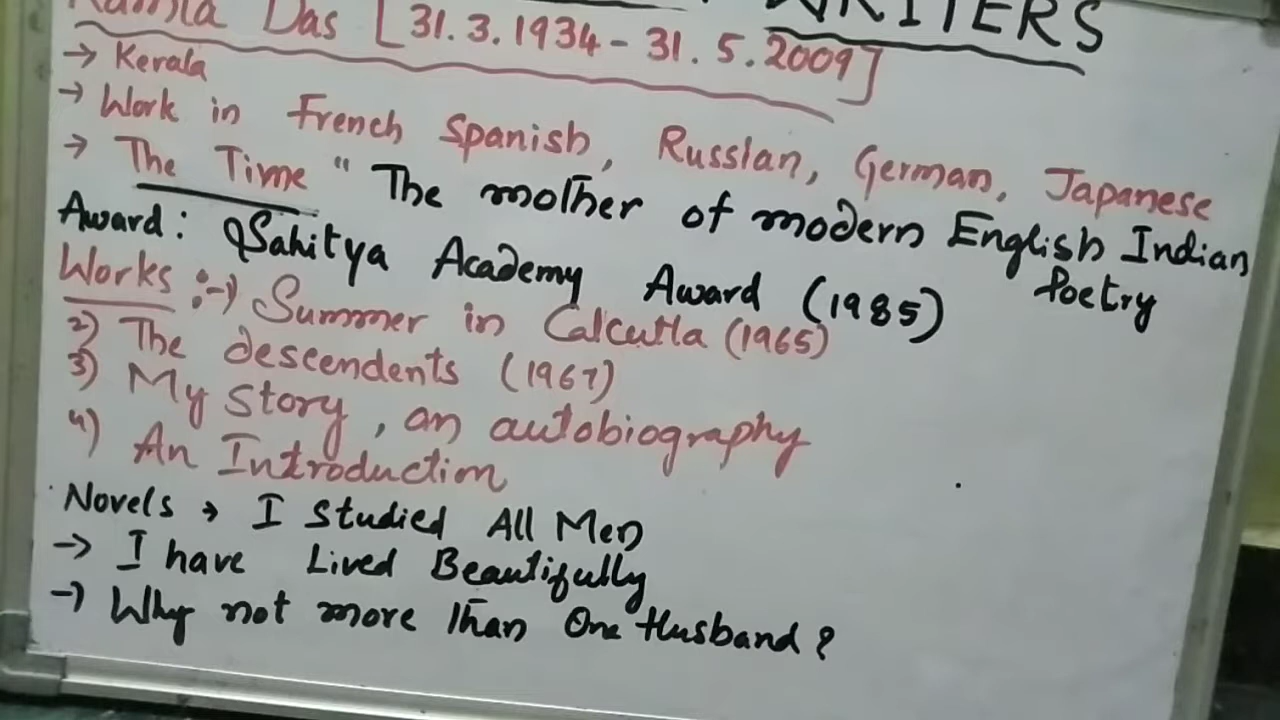 WRITERS
Kamla Das [31.3.1934 - 31.5.2009]
→ Kerala
→ Work in French Spanish, Russian, German, Japanese
→ The Time " The mother of modern English Indian Poetry
Award: Sahitya Academy Award (1985)
Works :-) Summer in Calcutta (1965)
2) The descendents (1967)
3) My story, an autobiography
4) An Introduction
Novels → I Studied All Men
→ I have Lived Beautifully
→ Why not more Than One Husband?